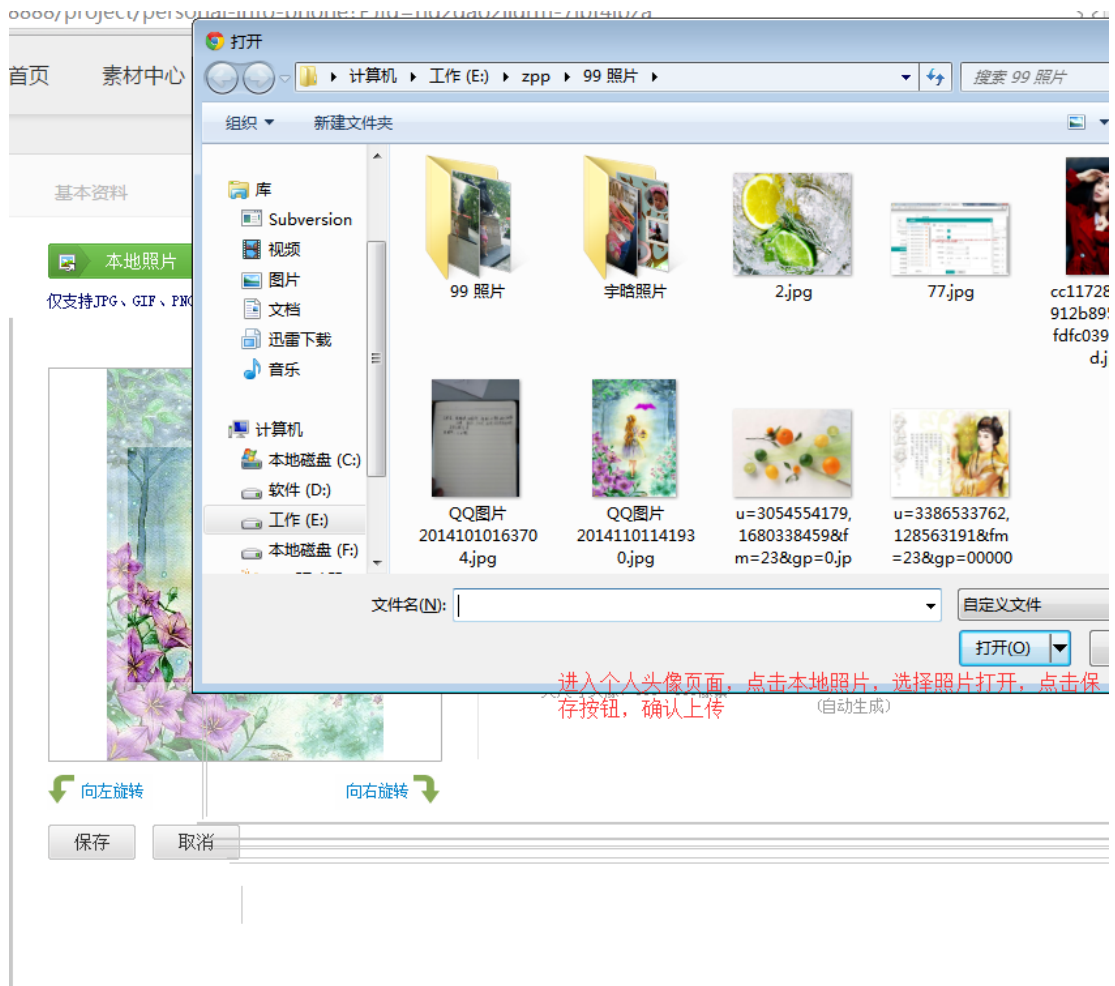 打开
首页
素材中心
计算机
工作 (E:)
zpp
99 照片
搜索 99 照片
组织
新建文件夹
基本资料
本地照片
仅支持JPG、GIF、PNG
库
Subversion
视频
图片
文档
迅雷下载
音乐
计算机
本地磁盘 (C:)
软件 (D:)
工作 (E:)
本地磁盘 (F:)
99 照片
宇晗照片
2.jpg
77.jpg
cc11728
912b895
fdfc039
d.j
QQ图片
2014101016370
4.jpg
QQ图片
2014110114193
0.jpg
u=3054554179,
1680338459&f
m=23&gp=0.jp
u=3386533762,
128563191&fm
=23&gp=00000
文件名(N):
自定义文件
打开(O)
进入个人头像页面，点击本地照片，选择照片打开，点击保
存按钮，确认上传
(自动生成)
向左旋转
向右旋转
保存
取消